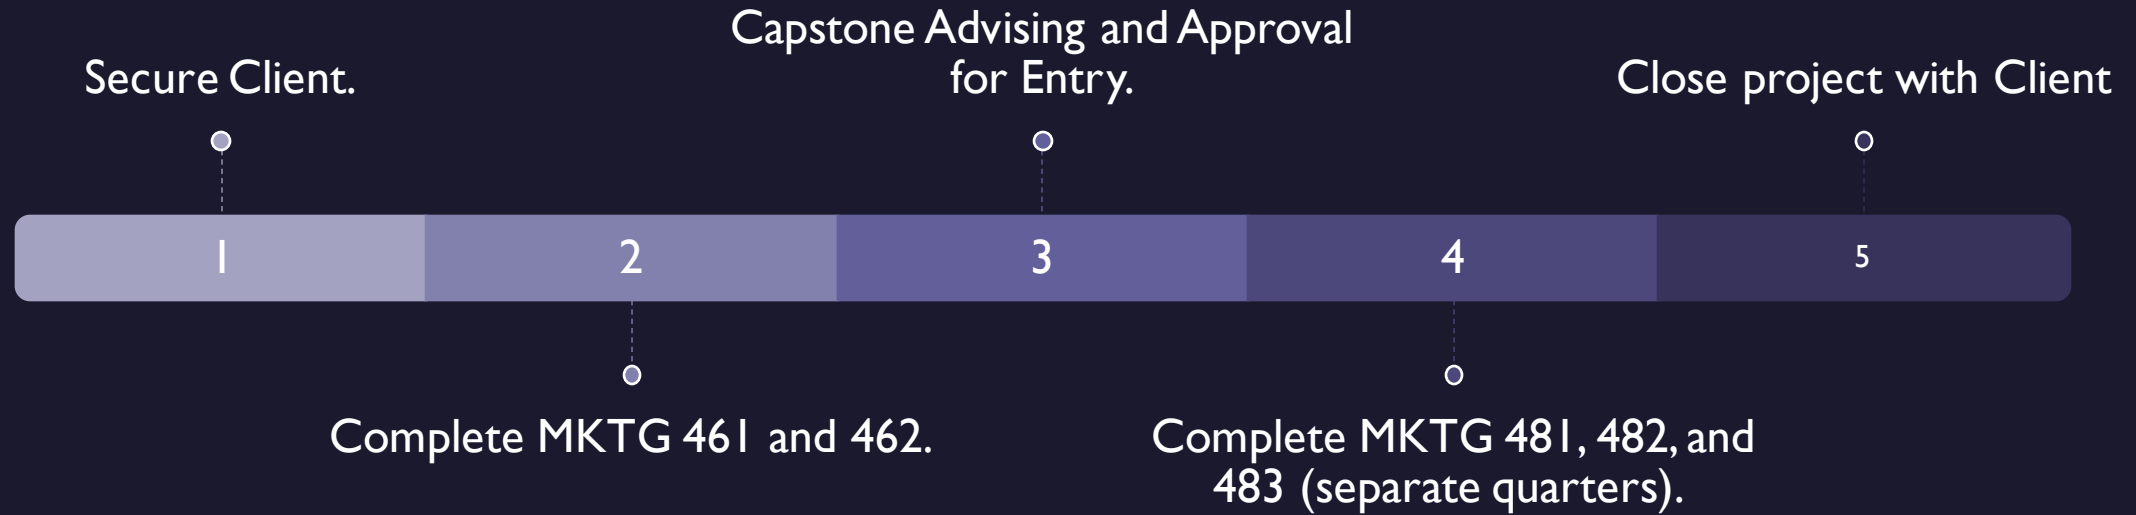 Secure Client.
Capstone Advising and Approval
for Entry.
Close project with Client
1
2
3
4
5
Complete MKTG 461 and 462.
Complete MKTG 481, 482, and
483 (separate quarters).